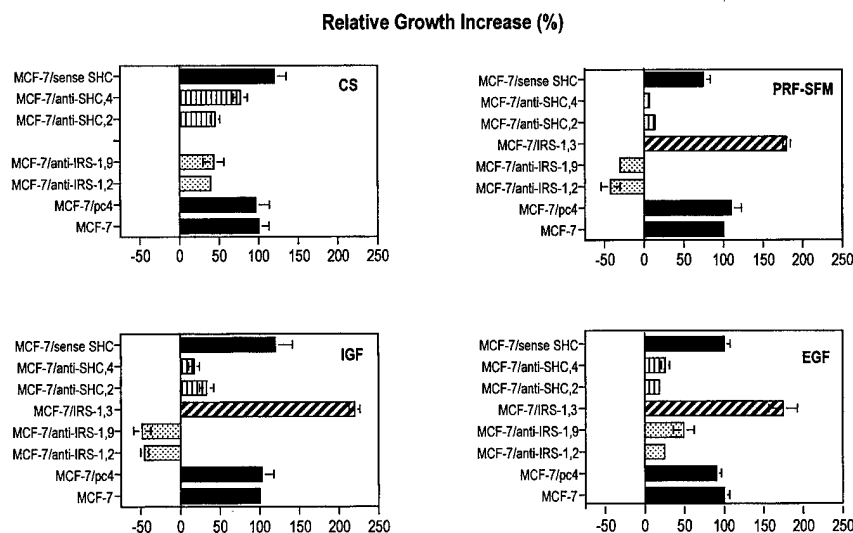 Relative Growth Increase (%)
CS
MCF-7/sense SHC
MCF-7/anti-SHC,4
MCF-7/anti-SHC,2
MCF-7/anti-IRS-1,9
MCF-7/anti-IRS-1,2
MCF-7/pc4
MCF-7
-50 0 50 100 150 200 250
PRF-SFM
MCF-7/sense SHC
MCF-7/anti-SHC,4
MCF-7/anti-SHC,2
MCF-7/IRS-1,3
MCF-7/anti-IRS-1,9
MCF-7/anti-IRS-1,2
MCF-7/pc4
MCF-7
-50 0 50 100 150 200 250
IGF
MCF-7/sense SHC
MCF-7/anti-SHC,4
MCF-7/anti-SHC,2
MCF-7/IRS-1,3
MCF-7/anti-IRS-1,9
MCF-7/anti-IRS-1,2
MCF-7/pc4
MCF-7
-50 0 50 100 150 200 250
EGF
MCF-7/sense SHC
MCF-7/anti-SHC,4
MCF-7/anti-SHC,2
MCF-7/IRS-1,3
MCF-7/anti-IRS-1,9
MCF-7/anti-IRS-1,2
MCF-7/pc4
MCF-7
-50 0 50 100 150 200 250